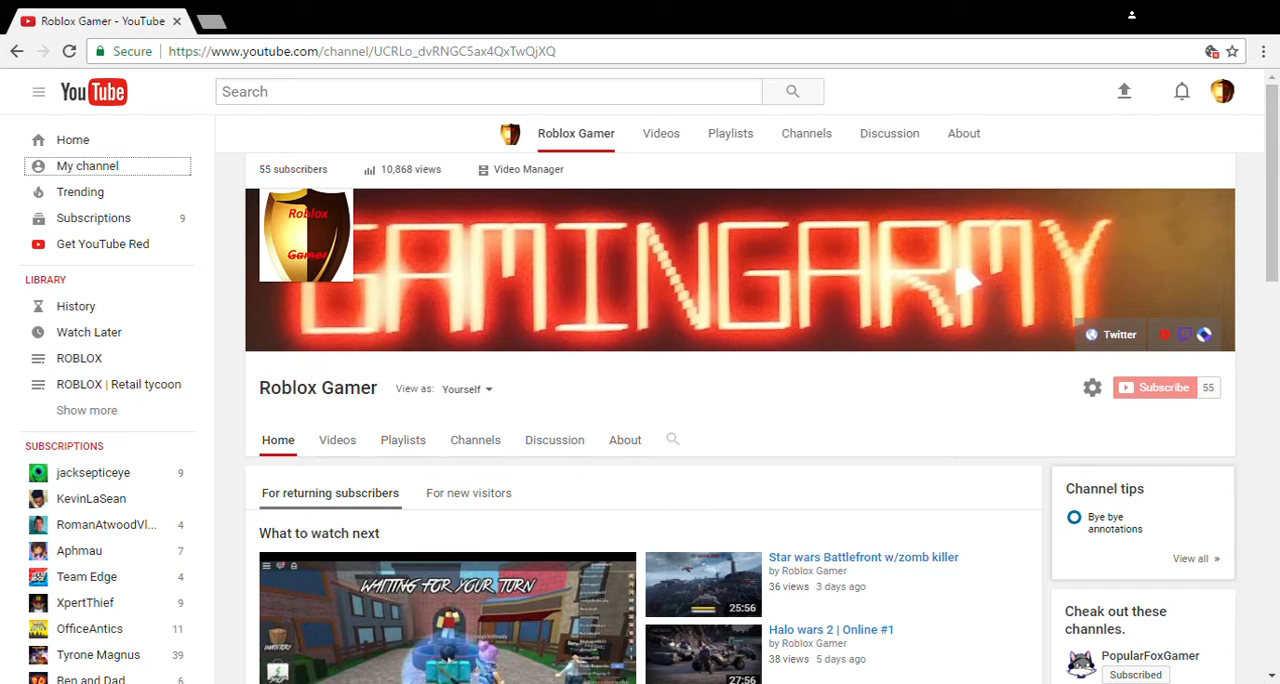 Roblox Gamer - YouTube
Secure https://www.youtube.com/channel/UCRLo_dvRNGC5ax4QxTwQjXQ
YouTube
Search
Roblox Gamer Videos Playlists Channels Discussion About
Home
My channel
Trending
Subscriptions 9
Get YouTube Red
LIBRARY
History
Watch Later
ROBLOX
ROBLOX | Retail tycoon
Show more
SUBSCRIPTIONS
jacksepticeye 9
KevinLaSean
RomanAtwoodVl... 4
Aphmau 7
Team Edge 4
XpertThief 9
OfficeAntics 11
Tyrone Magnus 39
Ben and Dad 6
55 subscribers 10,868 views Video Manager
Roblox
Gamer
GAMINGARMY
Twitter
Roblox Gamer View as: Yourself
Subscribe 55
Home Videos Playlists Channels Discussion About
For returning subscribers For new visitors
What to watch next
WAITING FOR YOUR TURN
INVENTORY
Star wars Battlefront w/zomb killer
by Roblox Gamer
36 views 3 days ago
25:56
Halo wars 2 | Online #1
by Roblox Gamer
38 views 5 days ago
27:56
Channel tips
Bye bye
annotations
View all »
Cheak out these
channles.
PopularFoxGamer
Subscribed